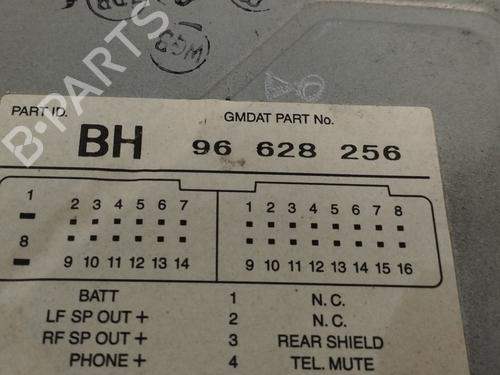 WG3
B-PARTS
PART ID. GMDAT PART No.
BH 96 628 256
1 2 3 4 5 6 7 1 2 3 4 5 6 7 8
8 9 10 11 12 13 14 9 10 11 12 13 14 15 16
BATT 1 N.C.
LF SP OUT + 2 N.C.
RF SP OUT + 3 REAR SHIELD
PHONE + 4 TEL. MUTE